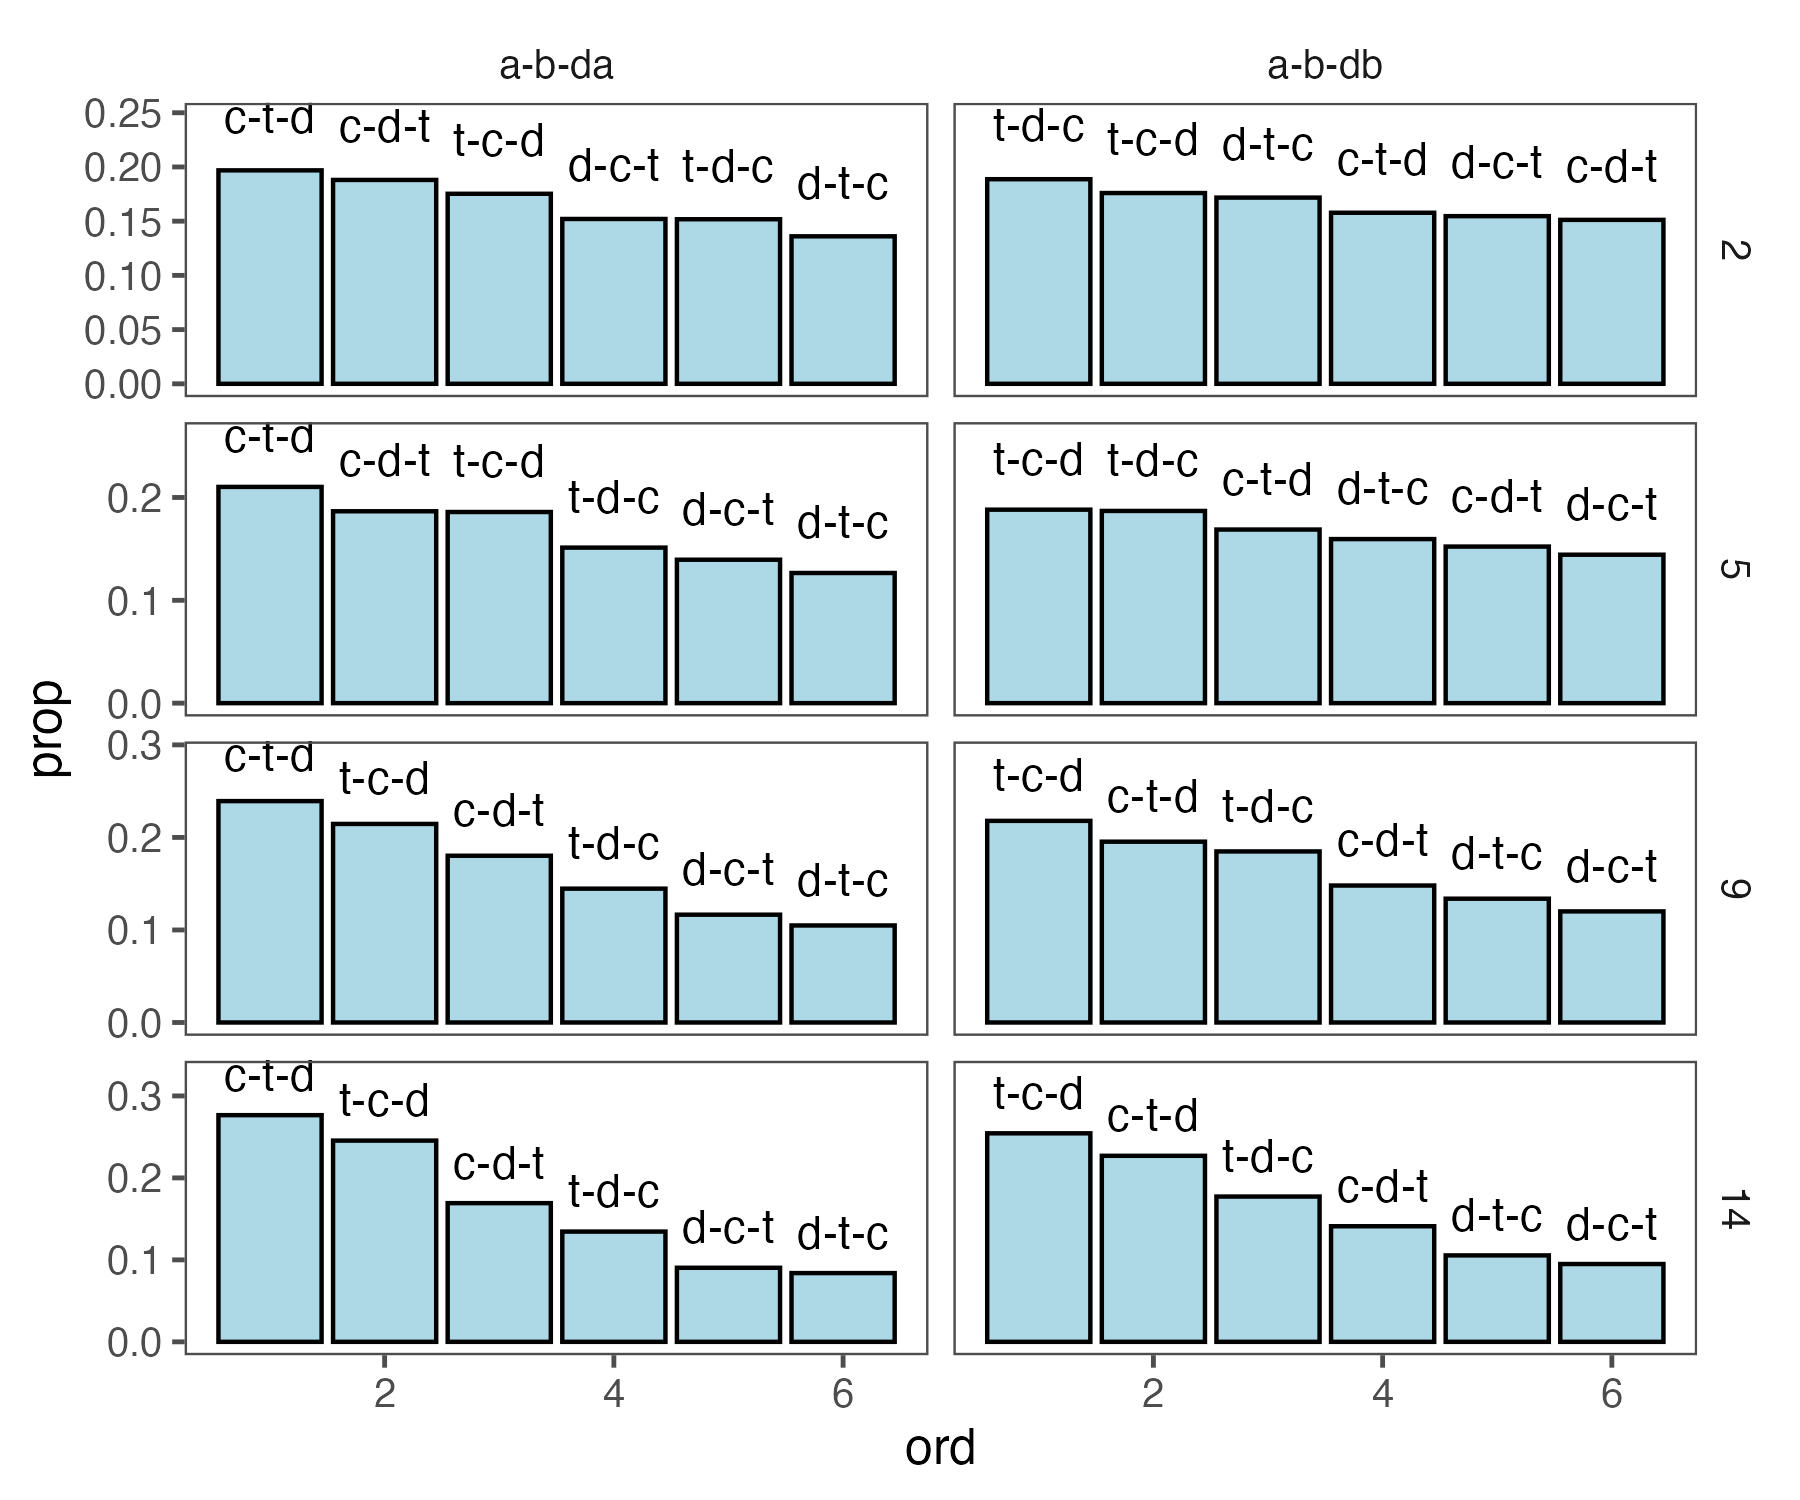 a-b-da a-b-db
0.25
0.20
0.15
0.10
0.05
0.00
c-t-d c-d-t t-c-d d-c-t t-d-c d-t-c
t-d-c t-c-d d-t-c c-t-d d-c-t c-d-t
2
0.2
0.1
0.0
c-t-d c-d-t t-c-d t-d-c d-c-t d-t-c
t-c-d t-d-c c-t-d d-t-c c-d-t d-c-t
5
prop
0.3
0.2
0.1
0.0
c-t-d t-c-d c-d-t t-d-c d-c-t d-t-c
t-c-d c-t-d t-d-c c-d-t d-t-c d-c-t
9
0.3
0.2
0.1
0.0
c-t-d t-c-d c-d-t t-d-c d-c-t d-t-c
t-c-d c-t-d t-d-c c-d-t d-t-c d-c-t
14
2 4 6 2 4 6
ord